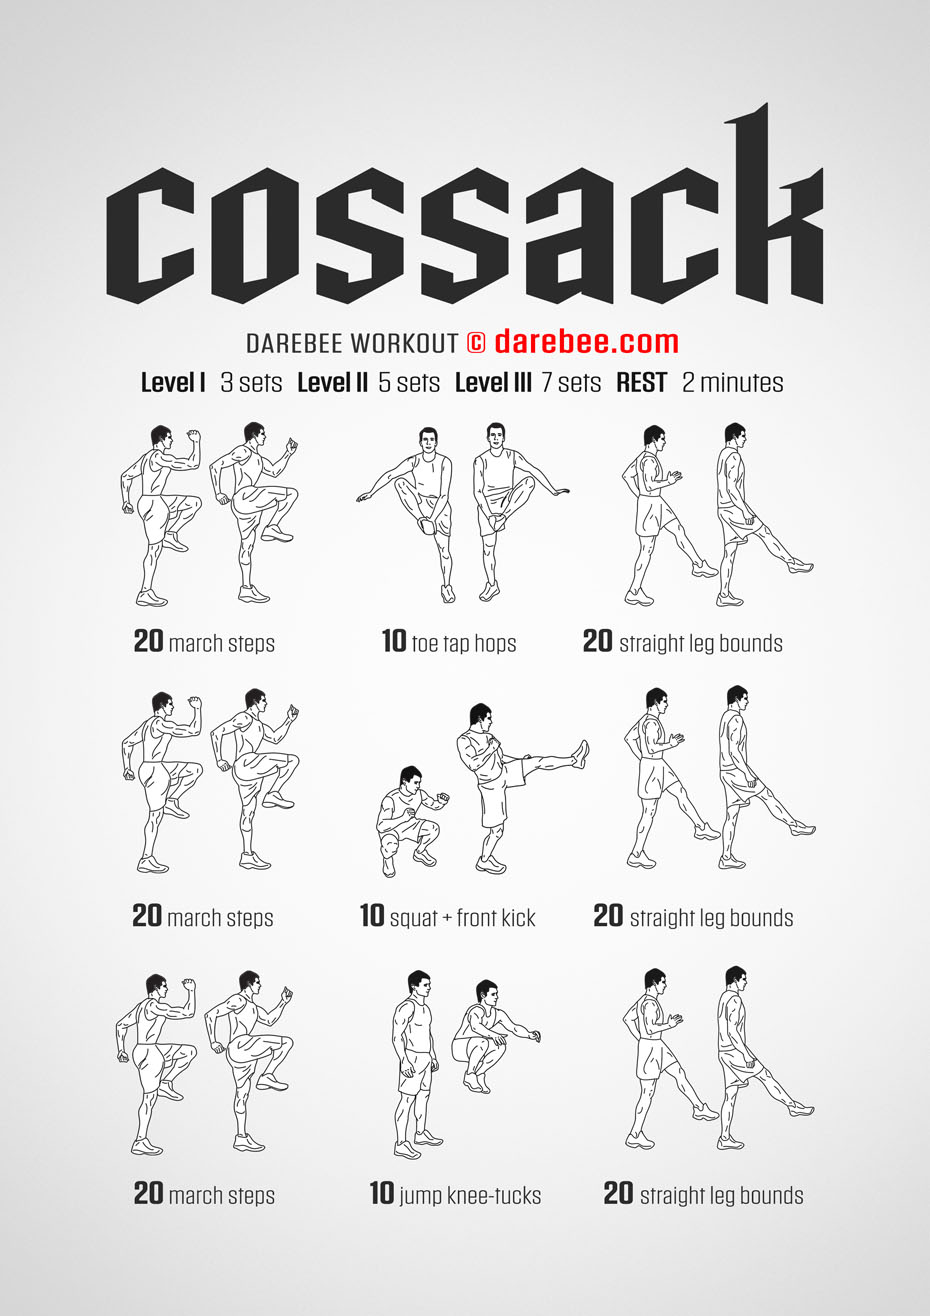 cossack
DAREBEE WORKOUT © darebee.com
Level I 3 sets Level II 5 sets Level III 7 sets REST 2 minutes
20 march steps
10 toe tap hops
20 straight leg bounds
20 march steps
10 squat + front kick
20 straight leg bounds
20 march steps
10 jump knee-tucks
20 straight leg bounds